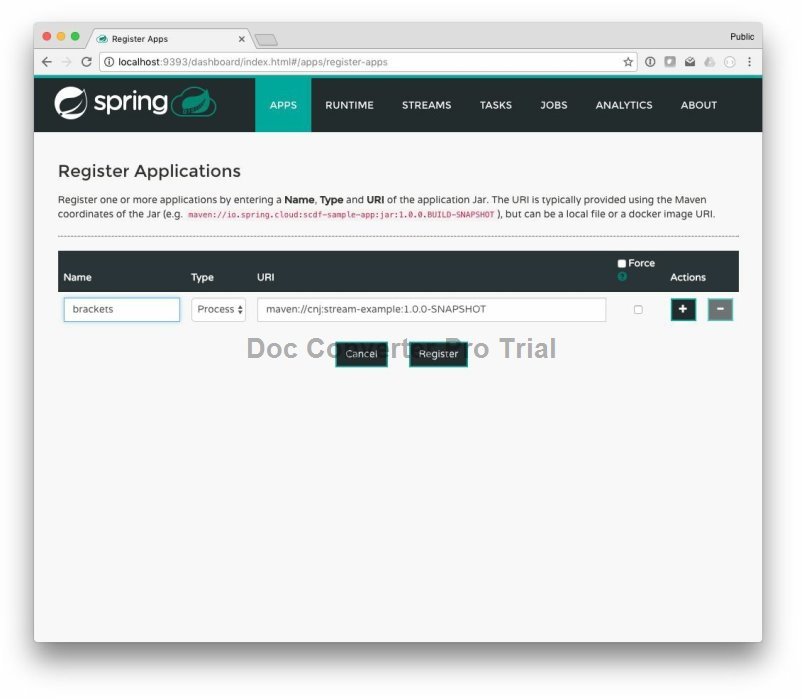 Register Apps
Public
localhost:9393/dashboard/index.html#/apps/register-apps
spring
APPS RUNTIME STREAMS TASKS JOBS ANALYTICS ABOUT
Register Applications
Register one or more applications by entering a Name, Type and URI of the application Jar. The URI is typically provided using the Maven
coordinates of the Jar (e.g. maven://io.spring.cloud:scdf-sample-app:jar:1.0.0.BUILD-SNAPSHOT ), but can be a local file or a docker image URI.
Name Type URI Force Actions
brackets Process maven://cnj:stream-example:1.0.0-SNAPSHOT + -
Cancel Register
Doc Converter Pro Trial